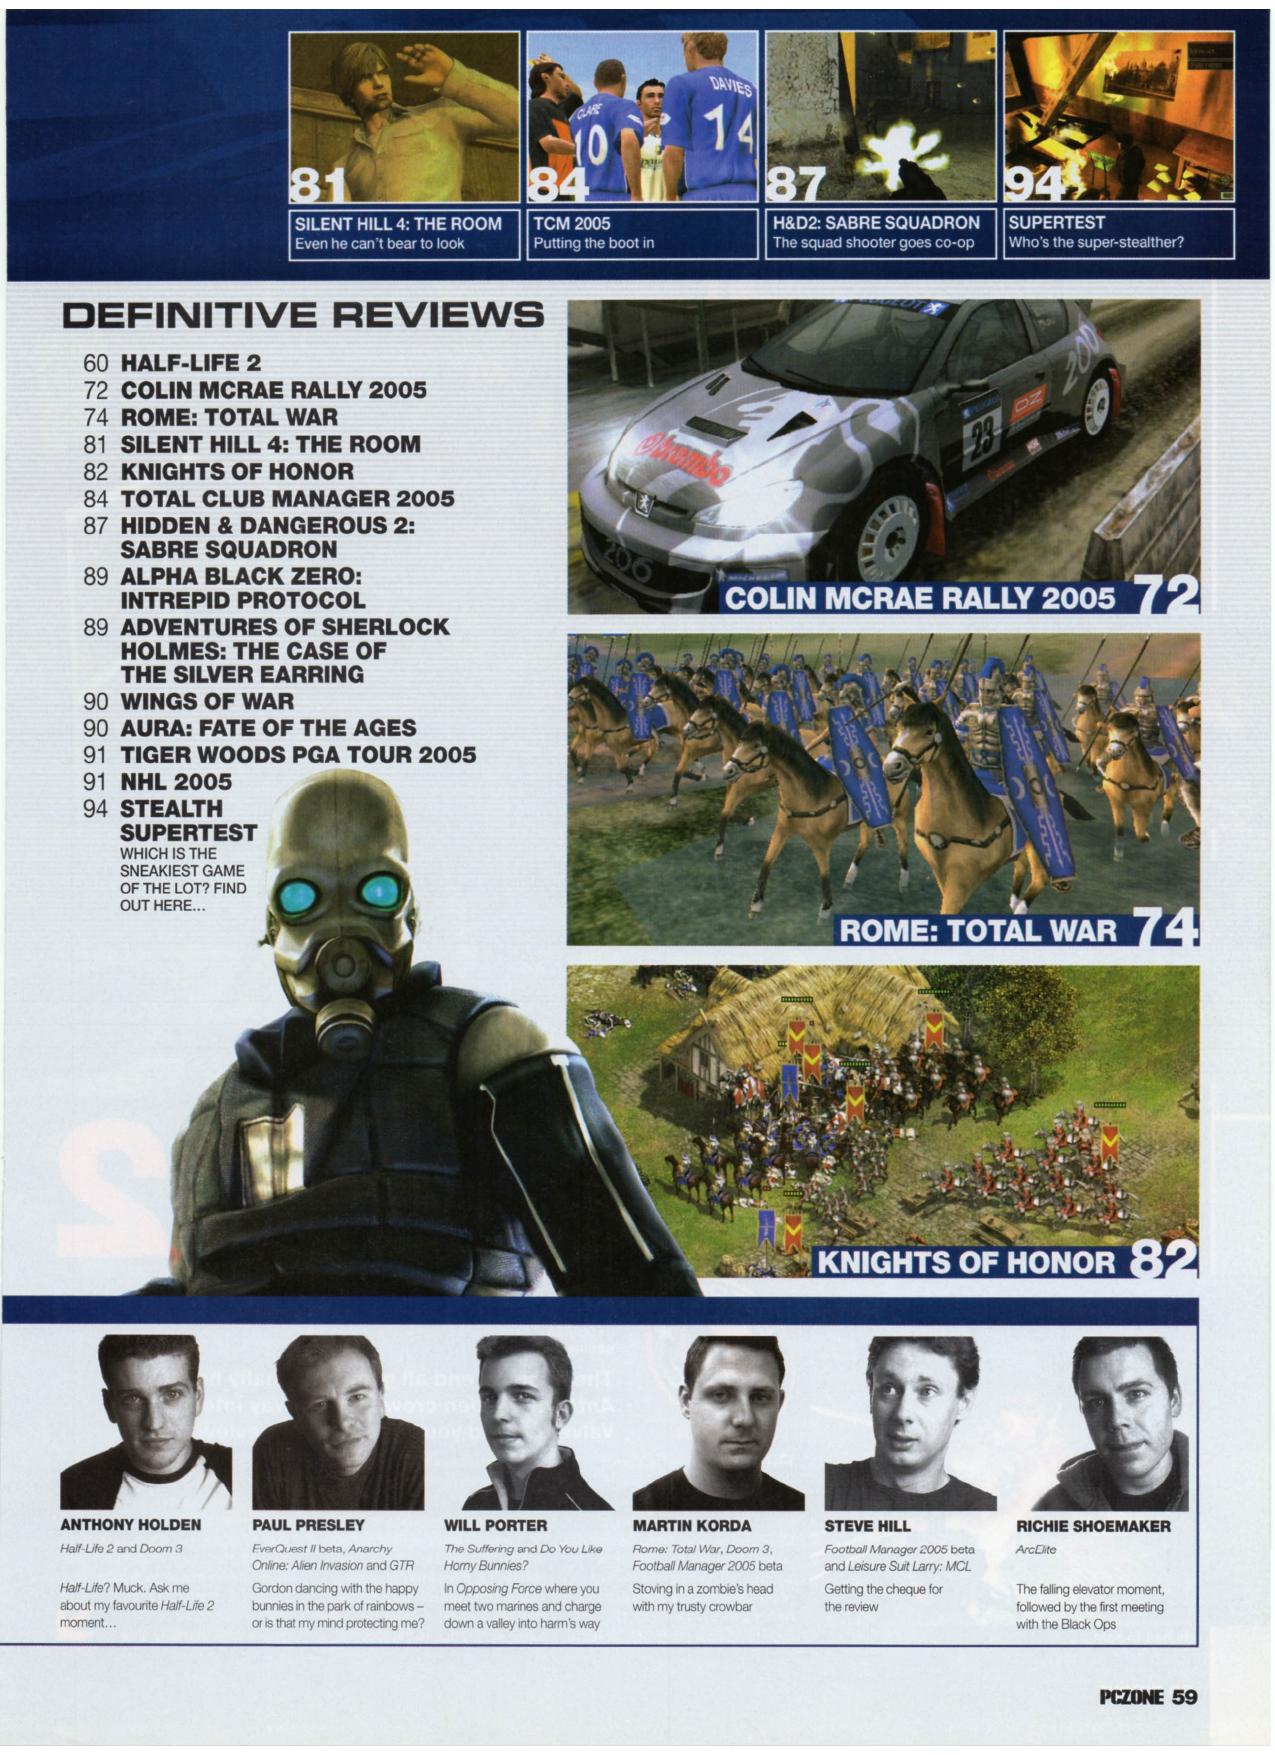 CLARE
10
DAVIES
14
81
84
87
94
SILENT HILL 4: THE ROOM
Even he can't bear to look
TCM 2005
Putting the boot in
H&D2: SABRE SQUADRON
The squad shooter goes co-op
SUPERTEST
Who's the super-stealther?
DEFINITIVE REVIEWS
60 HALF-LIFE 2
72 COLIN MCRAE RALLY 2005
74 ROME: TOTAL WAR
81 SILENT HILL 4: THE ROOM
82 KNIGHTS OF HONOR
84 TOTAL CLUB MANAGER 2005
87 HIDDEN & DANGEROUS 2:
SABRE SQUADRON
89 ALPHA BLACK ZERO:
INTREPID PROTOCOL
89 ADVENTURES OF SHERLOCK
HOLMES: THE CASE OF
THE SILVER EARRING
90 WINGS OF WAR
90 AURA: FATE OF THE AGES
91 TIGER WOODS PGA TOUR 2005
91 NHL 2005
94 STEALTH
SUPERTEST
WHICH IS THE
SNEAKIEST GAME
OF THE LOT? FIND
OUT HERE...
PEUGEOT
200
23
OZ
brembo
206
MICHELIN
COLIN MCRAE RALLY 2005 72
ROME: TOTAL WAR 74
KNIGHTS OF HONOR 82
ANTHONY HOLDEN
Half-Life 2 and Doom 3
Half-Life? Muck. Ask me
about my favourite Half-Life 2
moment...
PAUL PRESLEY
EverQuest II beta, Anarchy
Online: Alien Invasion and GTR
Gordon dancing with the happy
bunnies in the park of rainbows –
or is that my mind protecting me?
WILL PORTER
The Suffering and Do You Like
Horny Bunnies?
In Opposing Force where you
meet two marines and charge
down a valley into harm's way
MARTIN KORDA
Rome: Total War, Doom 3,
Football Manager 2005 beta
Stoving in a zombie's head
with my trusty crowbar
STEVE HILL
Football Manager 2005 beta
and Leisure Suit Larry: MCL
Getting the cheque for
the review
RICHIE SHOEMAKER
ArcElite
The falling elevator moment,
followed by the first meeting
with the Black Ops
PCZONE 59